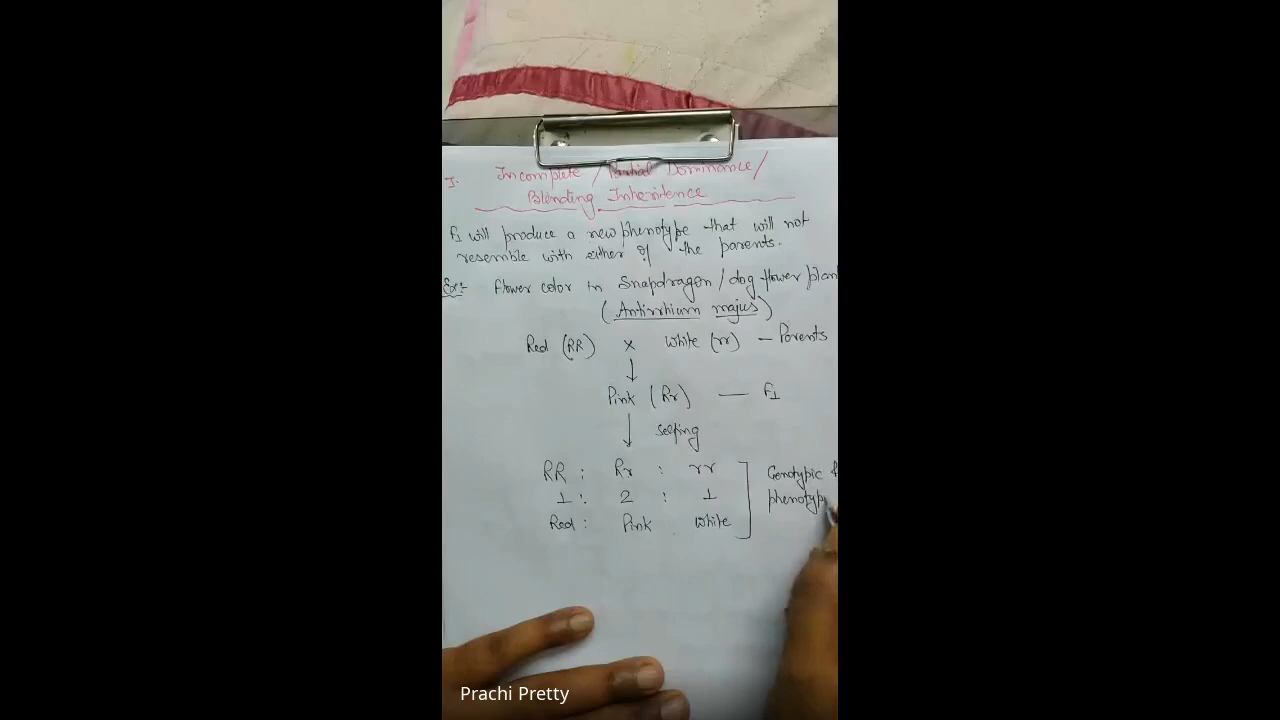 I. Incomplete / Partial Dominance /
Blending Inheritence
F1 will produce a new phenotype that will not
resemble with either of the parents.
Ex:- Flower color in Snapdragon / dog flower plan
(Antirrhium majus)
Red (RR) × White (rr) — Parents
↓
Pink (Rr) — F1
↓ selfing
RR : Rr : rr
1 : 2 : 1
Red : Pink White
Genotypic &
phenotyp
Prachi Pretty